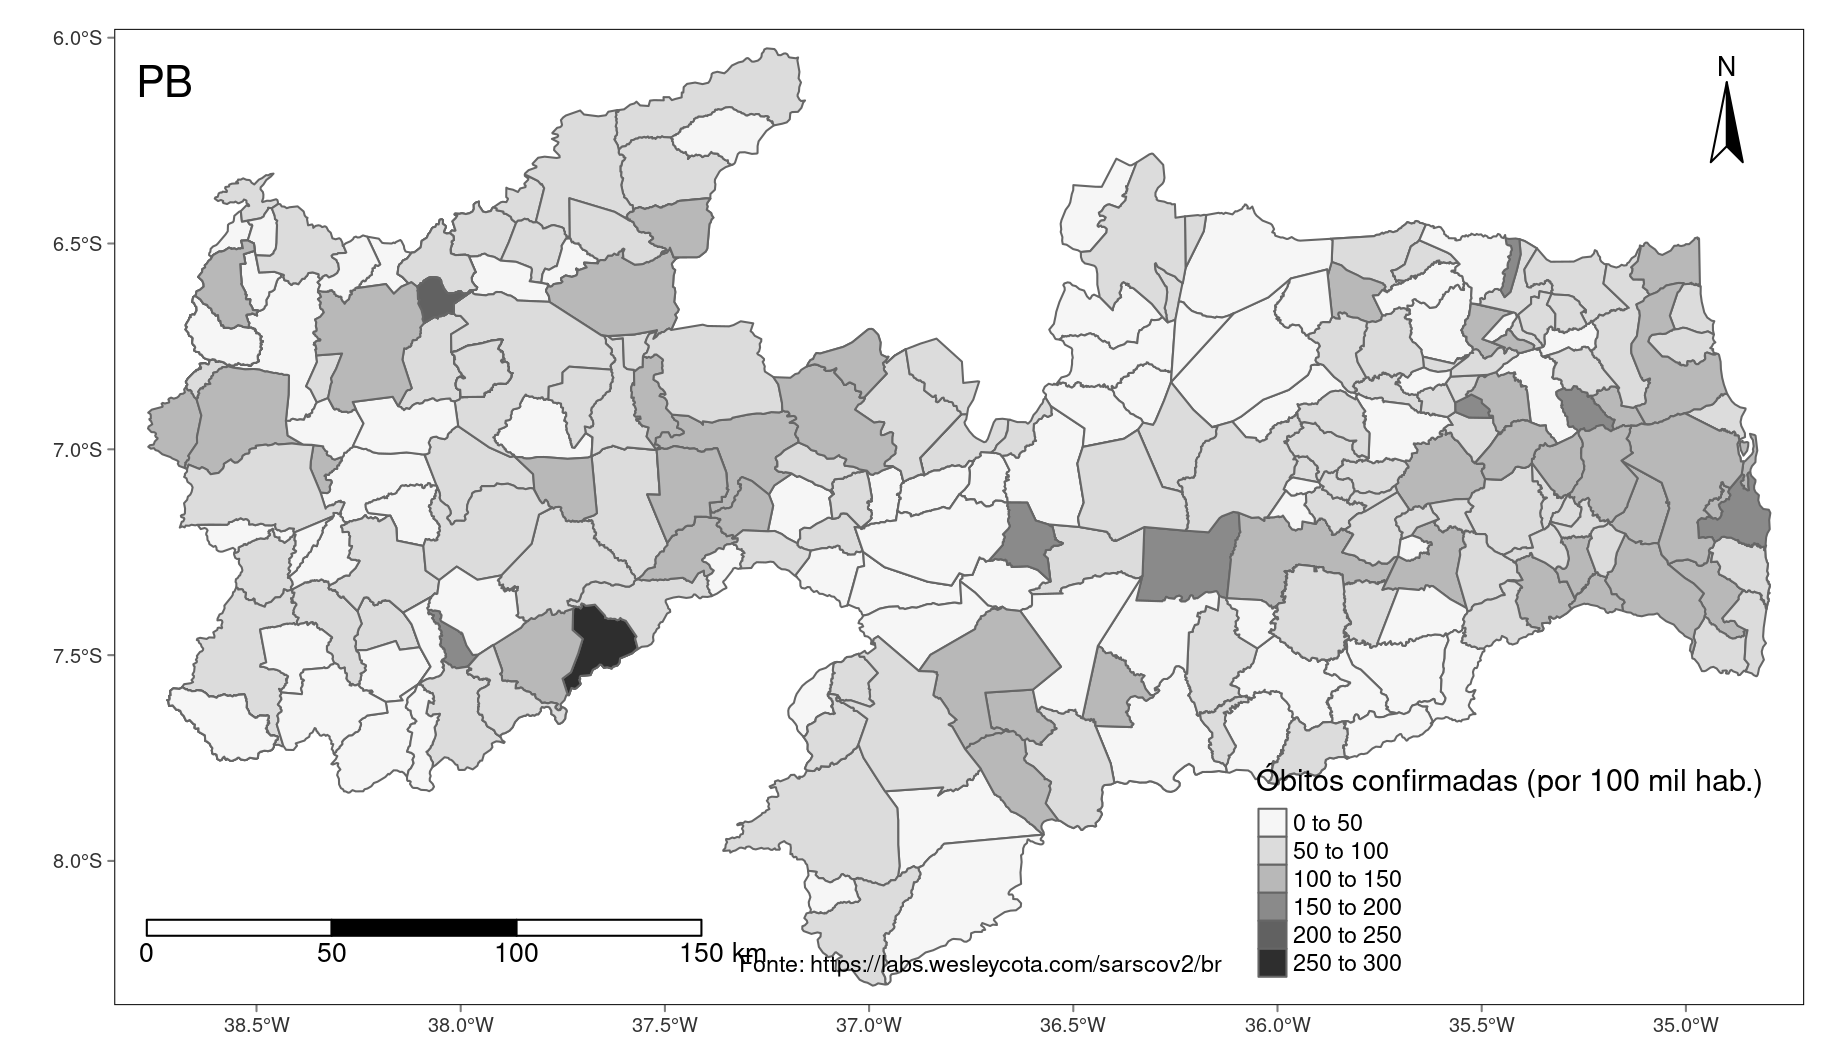 6.0°S
PB
N
6.5°S
7.0°S
7.5°S
8.0°S
Óbitos confirmadas (por 100 mil hab.)
0 to 50
50 to 100
100 to 150
150 to 200
200 to 250
250 to 300
0 50 100 150 km
Fonte: https://labs.wesleycota.com/sarscov2/br
38.5°W 38.0°W 37.5°W 37.0°W 36.5°W 36.0°W 35.5°W 35.0°W